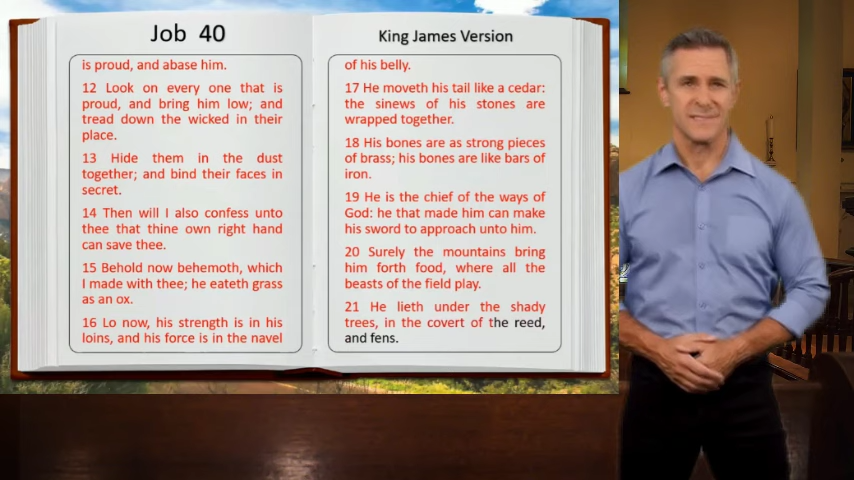 Job 40
is proud, and abase him.
12 Look on every one that is
proud, and bring him low; and
tread down the wicked in their
place.
13 Hide them in the dust
together; and bind their faces in
secret.
14 Then will I also confess unto
thee that thine own right hand
can save thee.
15 Behold now behemoth, which
I made with thee; he eateth grass
as an ox.
16 Lo now, his strength is in his
loins, and his force is in the navel
King James Version
of his belly.
17 He moveth his tail like a cedar:
the sinews of his stones are
wrapped together.
18 His bones are as strong pieces
of brass; his bones are like bars of
iron.
19 He is the chief of the ways of
God: he that made him can make
his sword to approach unto him.
20 Surely the mountains bring
him forth food, where all the
beasts of the field play.
21 He lieth under the shady
trees, in the covert of the reed,
and fens.